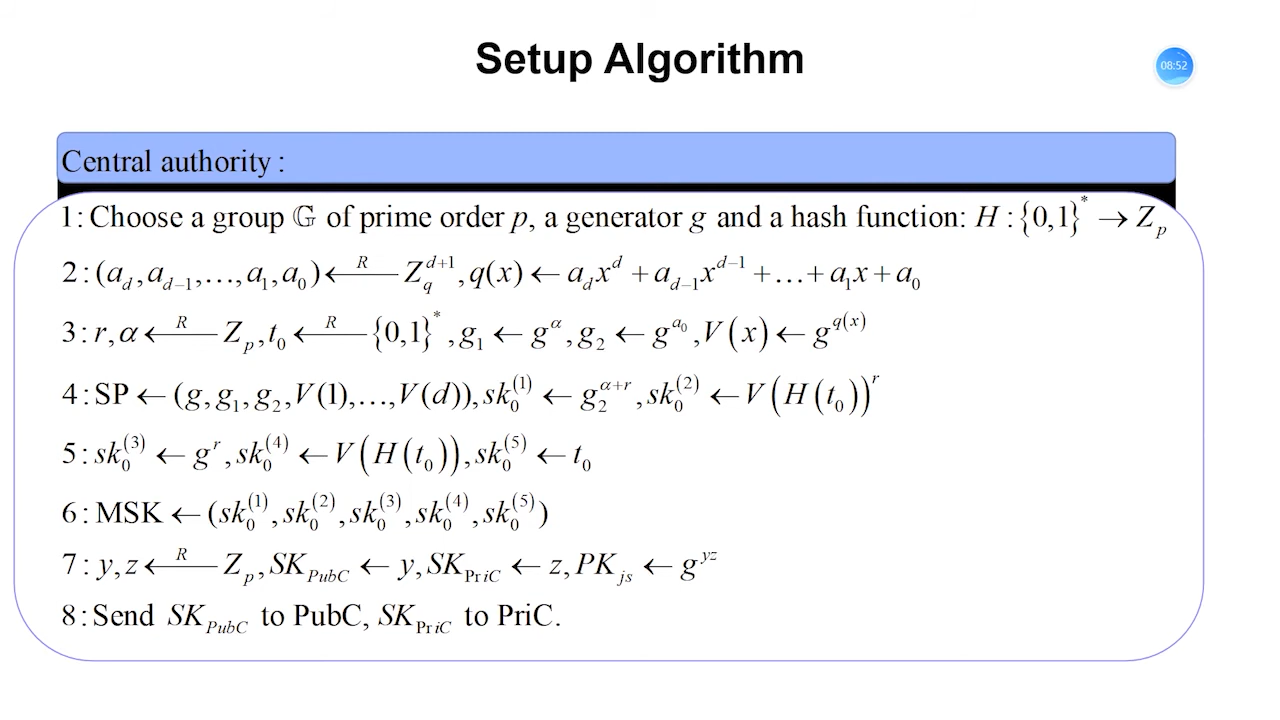 Setup Algorithm
08:52
Central authority :
1: Choose a group 𝔾 of prime order p, a generator g and a hash function: H : {0,1}^* → Z_p
2: (a_d, a_{d−1}, …, a_1, a_0) ←^R Z_q^{d+1}, q(x) ← a_d x^d + a_{d−1} x^{d−1} + … + a_1 x + a_0
3: r, α ←^R Z_p, t_0 ←^R {0,1}^*, g_1 ← g^α, g_2 ← g^{a_0}, V(x) ← g^{q(x)}
4: SP ← (g, g_1, g_2, V(1), …, V(d)), sk_0^{(1)} ← g_2^{α+r}, sk_0^{(2)} ← V(H(t_0))^r
5: sk_0^{(3)} ← g^r, sk_0^{(4)} ← V(H(t_0)), sk_0^{(5)} ← t_0
6: MSK ← (sk_0^{(1)}, sk_0^{(2)}, sk_0^{(3)}, sk_0^{(4)}, sk_0^{(5)})
7: y, z ←^R Z_p, SK_{PubC} ← y, SK_{PriC} ← z, PK_{js} ← g^{yz}
8: Send SK_{PubC} to PubC, SK_{PriC} to PriC.